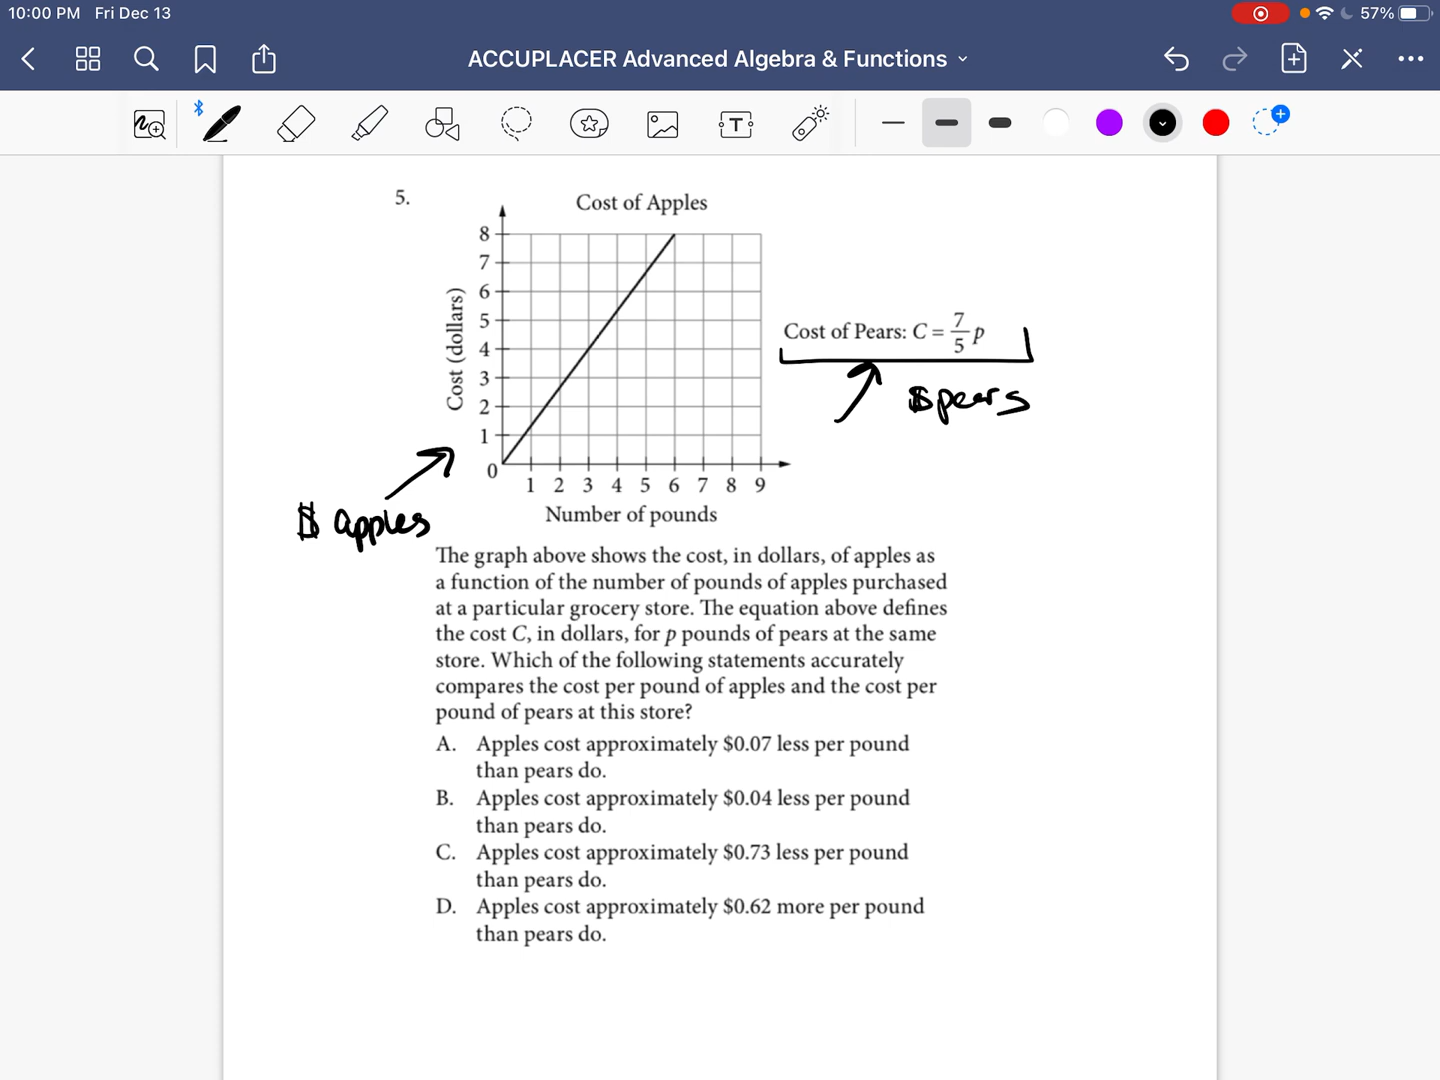 10:00 PM Fri Dec 13
57%
ACCUPLACER Advanced Algebra & Functions
T
5.
Cost of Apples
8
7
6
5
4
3
2
1
0
Cost (dollars)
1 2 3 4 5 6 7 8 9
Number of pounds
Cost of Pears: C = 7/5 p
$ pears
$ apples
The graph above shows the cost, in dollars, of apples as
a function of the number of pounds of apples purchased
at a particular grocery store. The equation above defines
the cost C, in dollars, for p pounds of pears at the same
store. Which of the following statements accurately
compares the cost per pound of apples and the cost per
pound of pears at this store?
A. Apples cost approximately $0.07 less per pound
than pears do.
B. Apples cost approximately $0.04 less per pound
than pears do.
C. Apples cost approximately $0.73 less per pound
than pears do.
D. Apples cost approximately $0.62 more per pound
than pears do.